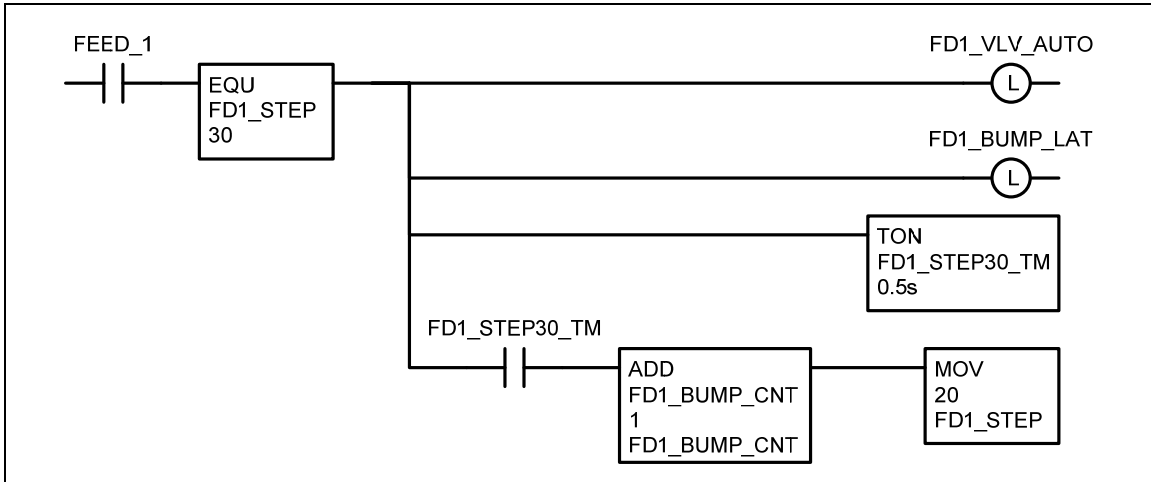 FEED_1
FD1_VLV_AUTO
EQU
FD1_STEP
30
L
FD1_BUMP_LAT
L
TON
FD1_STEP30_TM
0.5s
FD1_STEP30_TM
ADD
FD1_BUMP_CNT
1
FD1_BUMP_CNT
MOV
20
FD1_STEP